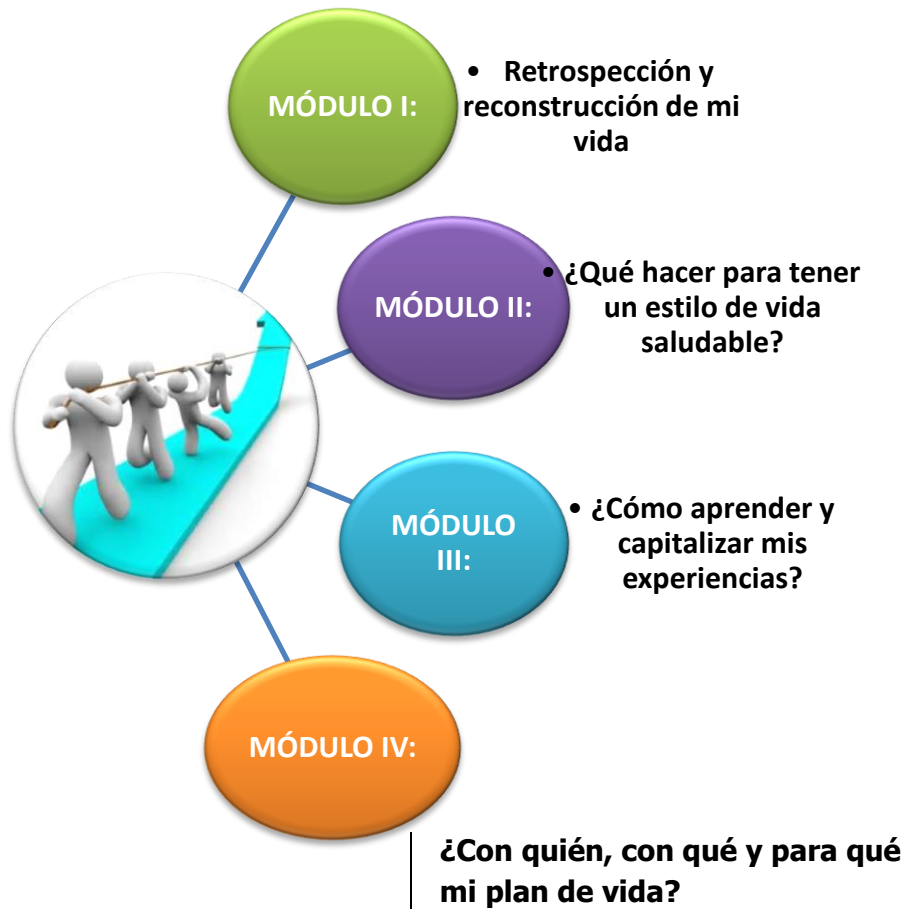 MÓDULO I:
• Retrospección y
reconstrucción de mi
vida
MÓDULO II:
• ¿Qué hacer para tener
un estilo de vida
saludable?
MÓDULO
III:
• ¿Cómo aprender y
capitalizar mis
experiencias?
MÓDULO IV:
¿Con quién, con qué y para qué
mi plan de vida?